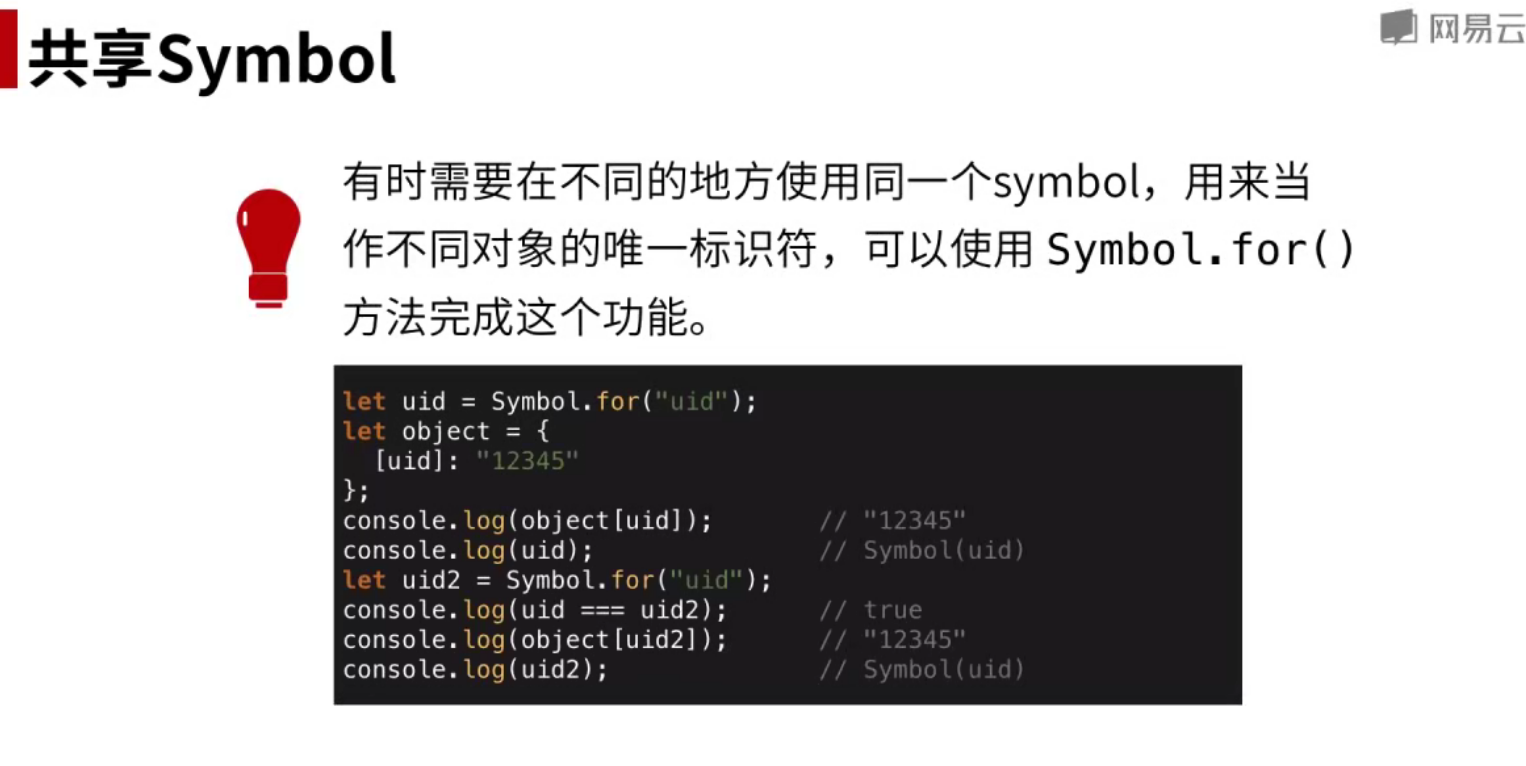 共享Symbol
网易云
有时需要在不同的地方使用同一个symbol，用来当
作不同对象的唯一标识符，可以使用 Symbol.for()
方法完成这个功能。
let uid = Symbol.for("uid");
let object = {
  [uid]: "12345"
};
console.log(object[uid]);       // "12345"
console.log(uid);               // Symbol(uid)
let uid2 = Symbol.for("uid");
console.log(uid === uid2);      // true
console.log(object[uid2]);      // "12345"
console.log(uid2);              // Symbol(uid)